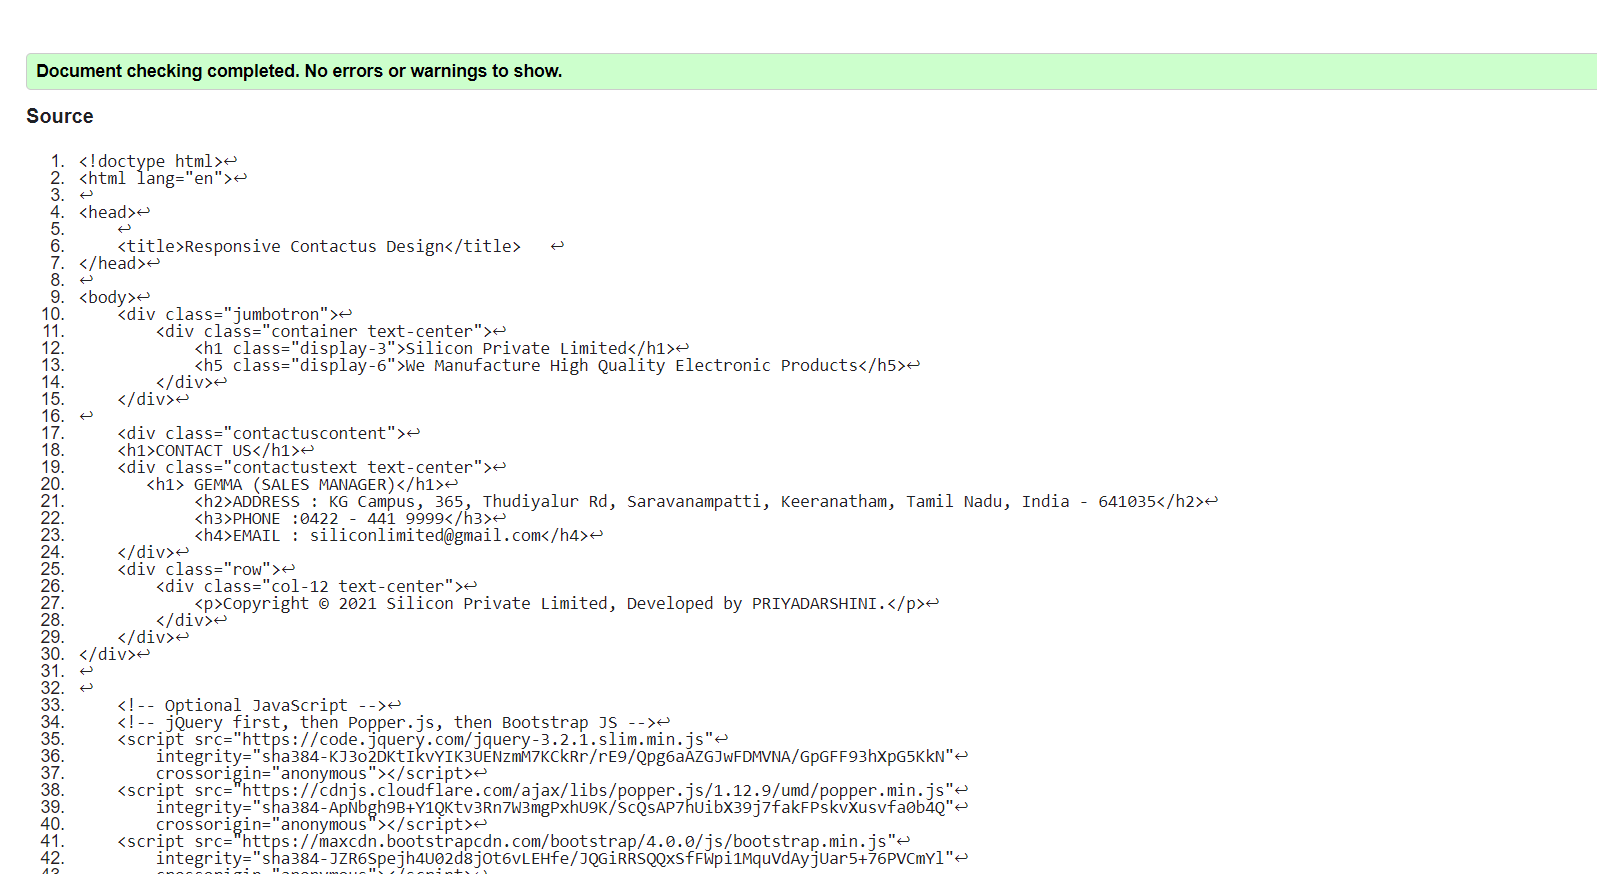 Document checking completed. No errors or warnings to show.
Source
1. <!doctype html>↩
2. <html lang="en">↩
3. ↩
4. <head>↩
5.     ↩
6.     <title>Responsive Contactus Design</title>   ↩
7. </head>↩
8. ↩
9. <body>↩
10.     <div class="jumbotron">↩
11.         <div class="container text-center">↩
12.             <h1 class="display-3">Silicon Private Limited</h1>↩
13.             <h5 class="display-6">We Manufacture High Quality Electronic Products</h5>↩
14.         </div>↩
15.     </div>↩
16. ↩
17.     <div class="contactuscontent">↩
18.     <h1>CONTACT US</h1>↩
19.     <div class="contactustext text-center">↩
20.        <h1> GEMMA (SALES MANAGER)</h1>↩
21.             <h2>ADDRESS : KG Campus, 365, Thudiyalur Rd, Saravanampatti, Keeranatham, Tamil Nadu, India - 641035</h2>↩
22.             <h3>PHONE :0422 - 441 9999</h3>↩
23.             <h4>EMAIL : siliconlimited@gmail.com</h4>↩
24.     </div>↩
25.     <div class="row">↩
26.         <div class="col-12 text-center">↩
27.             <p>Copyright © 2021 Silicon Private Limited, Developed by PRIYADARSHINI.</p>↩
28.         </div>↩
29.     </div>↩
30. </div>↩
31. ↩
32. ↩
33.     <!-- Optional JavaScript -->↩
34.     <!-- jQuery first, then Popper.js, then Bootstrap JS -->↩
35.     <script src="https://code.jquery.com/jquery-3.2.1.slim.min.js"↩
36.         integrity="sha384-KJ3o2DKtIkvYIK3UENzmM7KCkRr/rE9/Qpg6aAZGJwFDMVNA/GpGFF93hXpG5KkN"↩
37.         crossorigin="anonymous"></script>↩
38.     <script src="https://cdnjs.cloudflare.com/ajax/libs/popper.js/1.12.9/umd/popper.min.js"↩
39.         integrity="sha384-ApNbgh9B+Y1QKtv3Rn7W3mgPxhU9K/ScQsAP7hUibX39j7fakFPskvXusvfa0b4Q"↩
40.         crossorigin="anonymous"></script>↩
41.     <script src="https://maxcdn.bootstrapcdn.com/bootstrap/4.0.0/js/bootstrap.min.js"↩
42.         integrity="sha384-JZR6Spejh4U02d8jOt6vLEHfe/JQGiRRSQQxSfFWpi1MquVdAyjUar5+76PVCmYl"↩
43.         crossorigin="anonymous"></script>↩